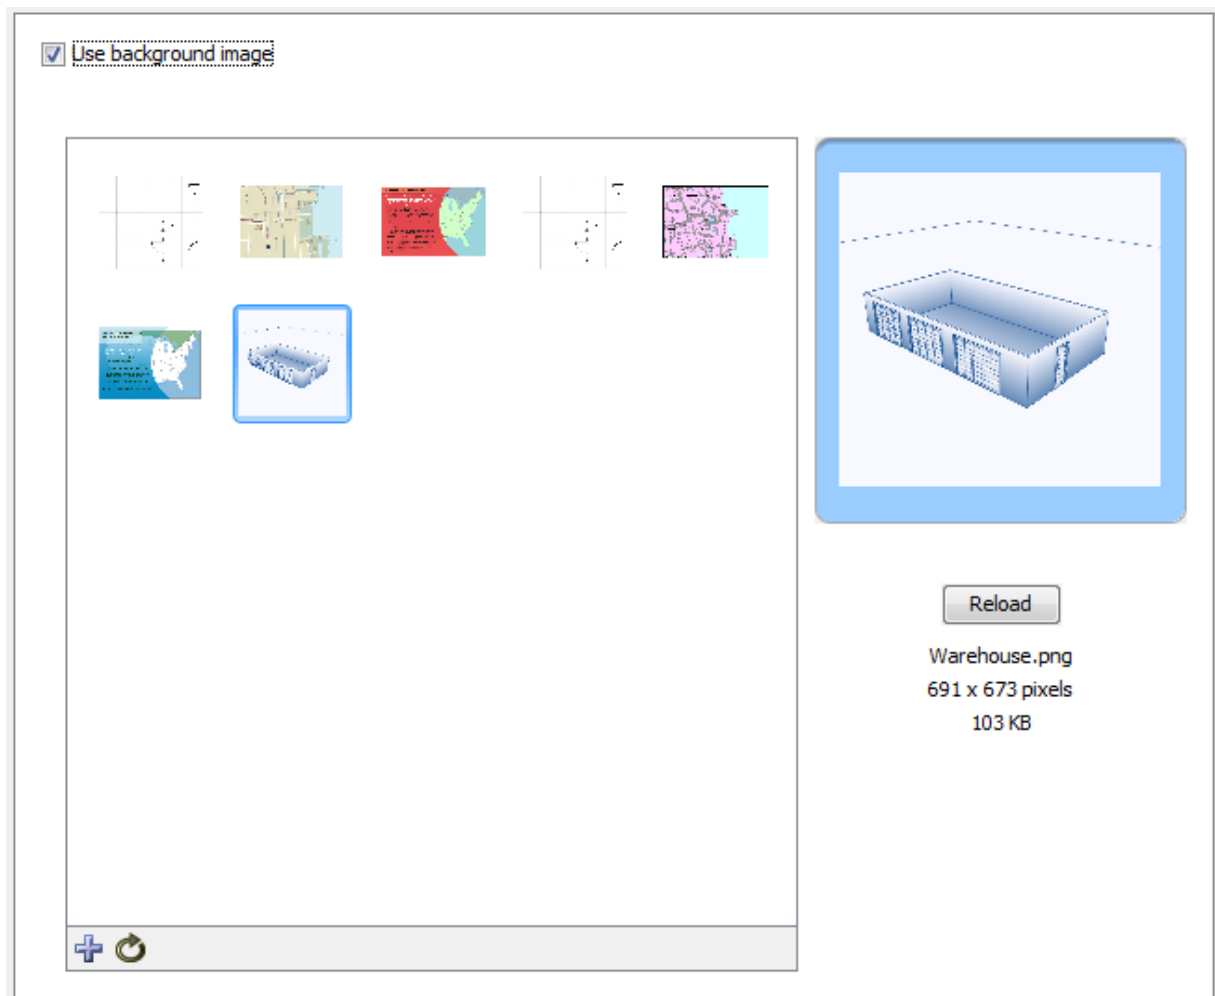 Use background image
Reload
Warehouse.png
691 x 673 pixels
103 KB